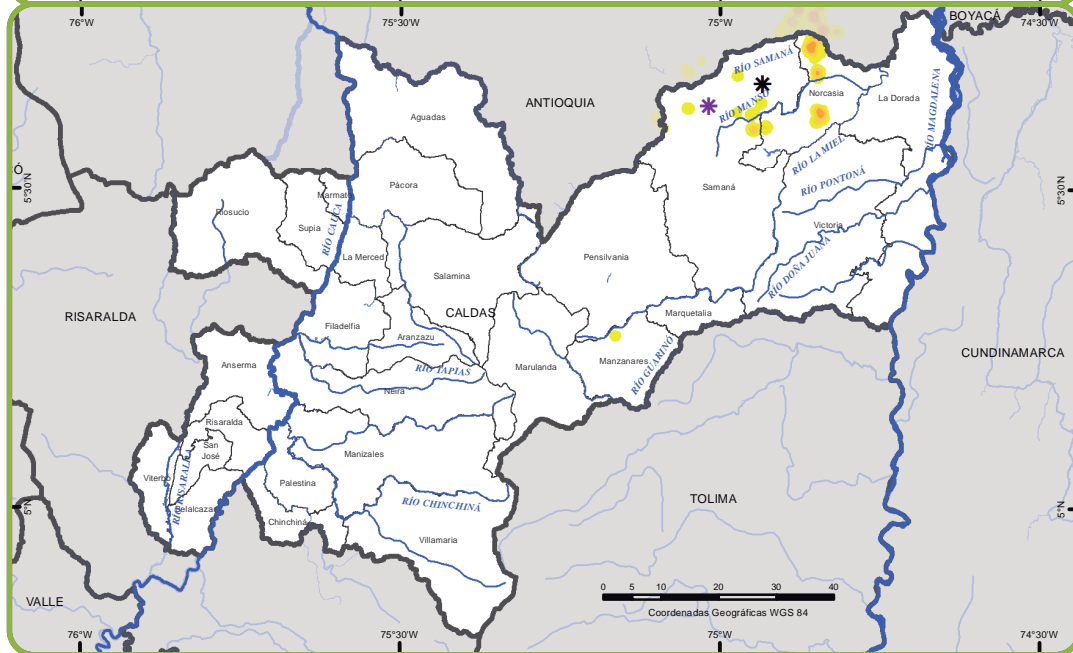 76°W
75°30'W
75°W
74°30'W
BOYACÁ
ANTIOQUIA
RÍO SAMANÁ
RÍO MANSO
Norcasia
La Dorada
RÍO MAGDALENA
Aguadas
RÍO LA MIEL
Ó
5°30'N
Pácora
Marmato
Samaná
RÍO PONTONÁ
5°30'N
Riosucio
Supia
RÍO CAUCA
La Merced
Victoria
Salamina
Pensilvania
RÍO DOÑA JUANA
RISARALDA
Filadelfia
CALDAS
Marquetalia
Aranzazu
CUNDINAMARCA
Anserma
RÍO TAPIAS
Marulanda
Manzanares
RÍO GUARINÓ
Neira
Risaralda
San
José
Manizales
Viterbo
RÍO RISARALDA
Palestina
TOLIMA
5°N
Belalcazar
RÍO CHINCHINÁ
5°N
Chinchiná
Villamaria
VALLE
0 5 10 20 30 40
Coordenadas Geográficas WGS 84
76°W
75°30'W
75°W
74°30'W